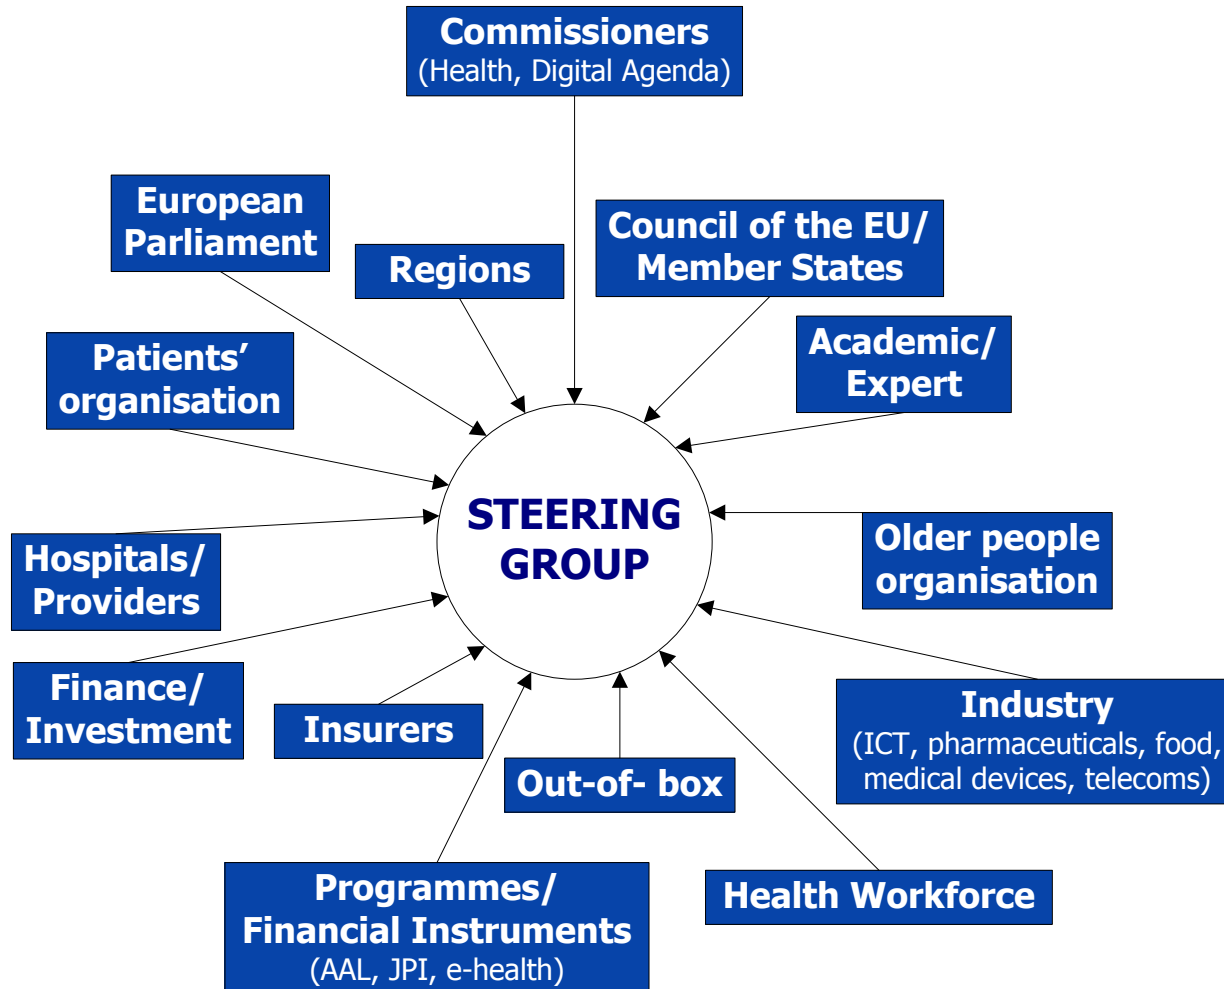 Commissioners
(Health, Digital Agenda)
European
Parliament
Regions
Council of the EU/
Member States
Patients’
organisation
Academic/
Expert
STEERING
GROUP
Hospitals/
Providers
Older people
organisation
Finance/
Investment
Insurers
Out-of- box
Industry
(ICT, pharmaceuticals, food,
medical devices, telecoms)
Programmes/
Financial Instruments
(AAL, JPI, e-health)
Health Workforce